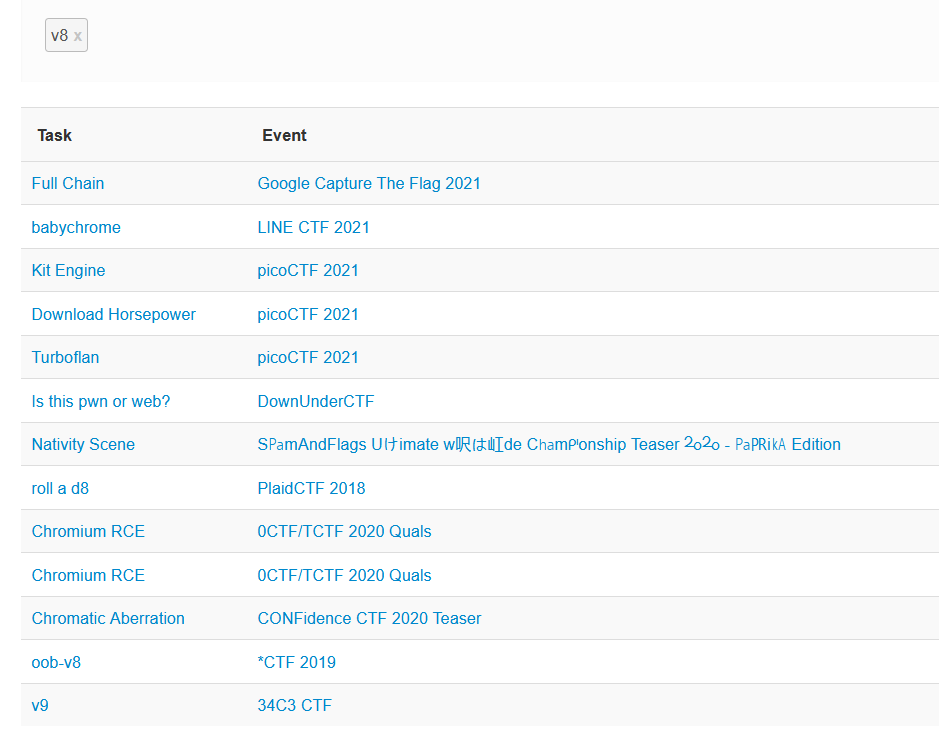 v8 x
Task Event
Full Chain Google Capture The Flag 2021
babychrome LINE CTF 2021
Kit Engine picoCTF 2021
Download Horsepower picoCTF 2021
Turboflan picoCTF 2021
Is this pwn or web? DownUnderCTF
Nativity Scene SᑭamAndFlags Uけimate w呪は虹de Championship Teaser 2o2o - PaPRikA Edition
roll a d8 PlaidCTF 2018
Chromium RCE 0CTF/TCTF 2020 Quals
Chromium RCE 0CTF/TCTF 2020 Quals
Chromatic Aberration CONFidence CTF 2020 Teaser
oob-v8 *CTF 2019
v9 34C3 CTF